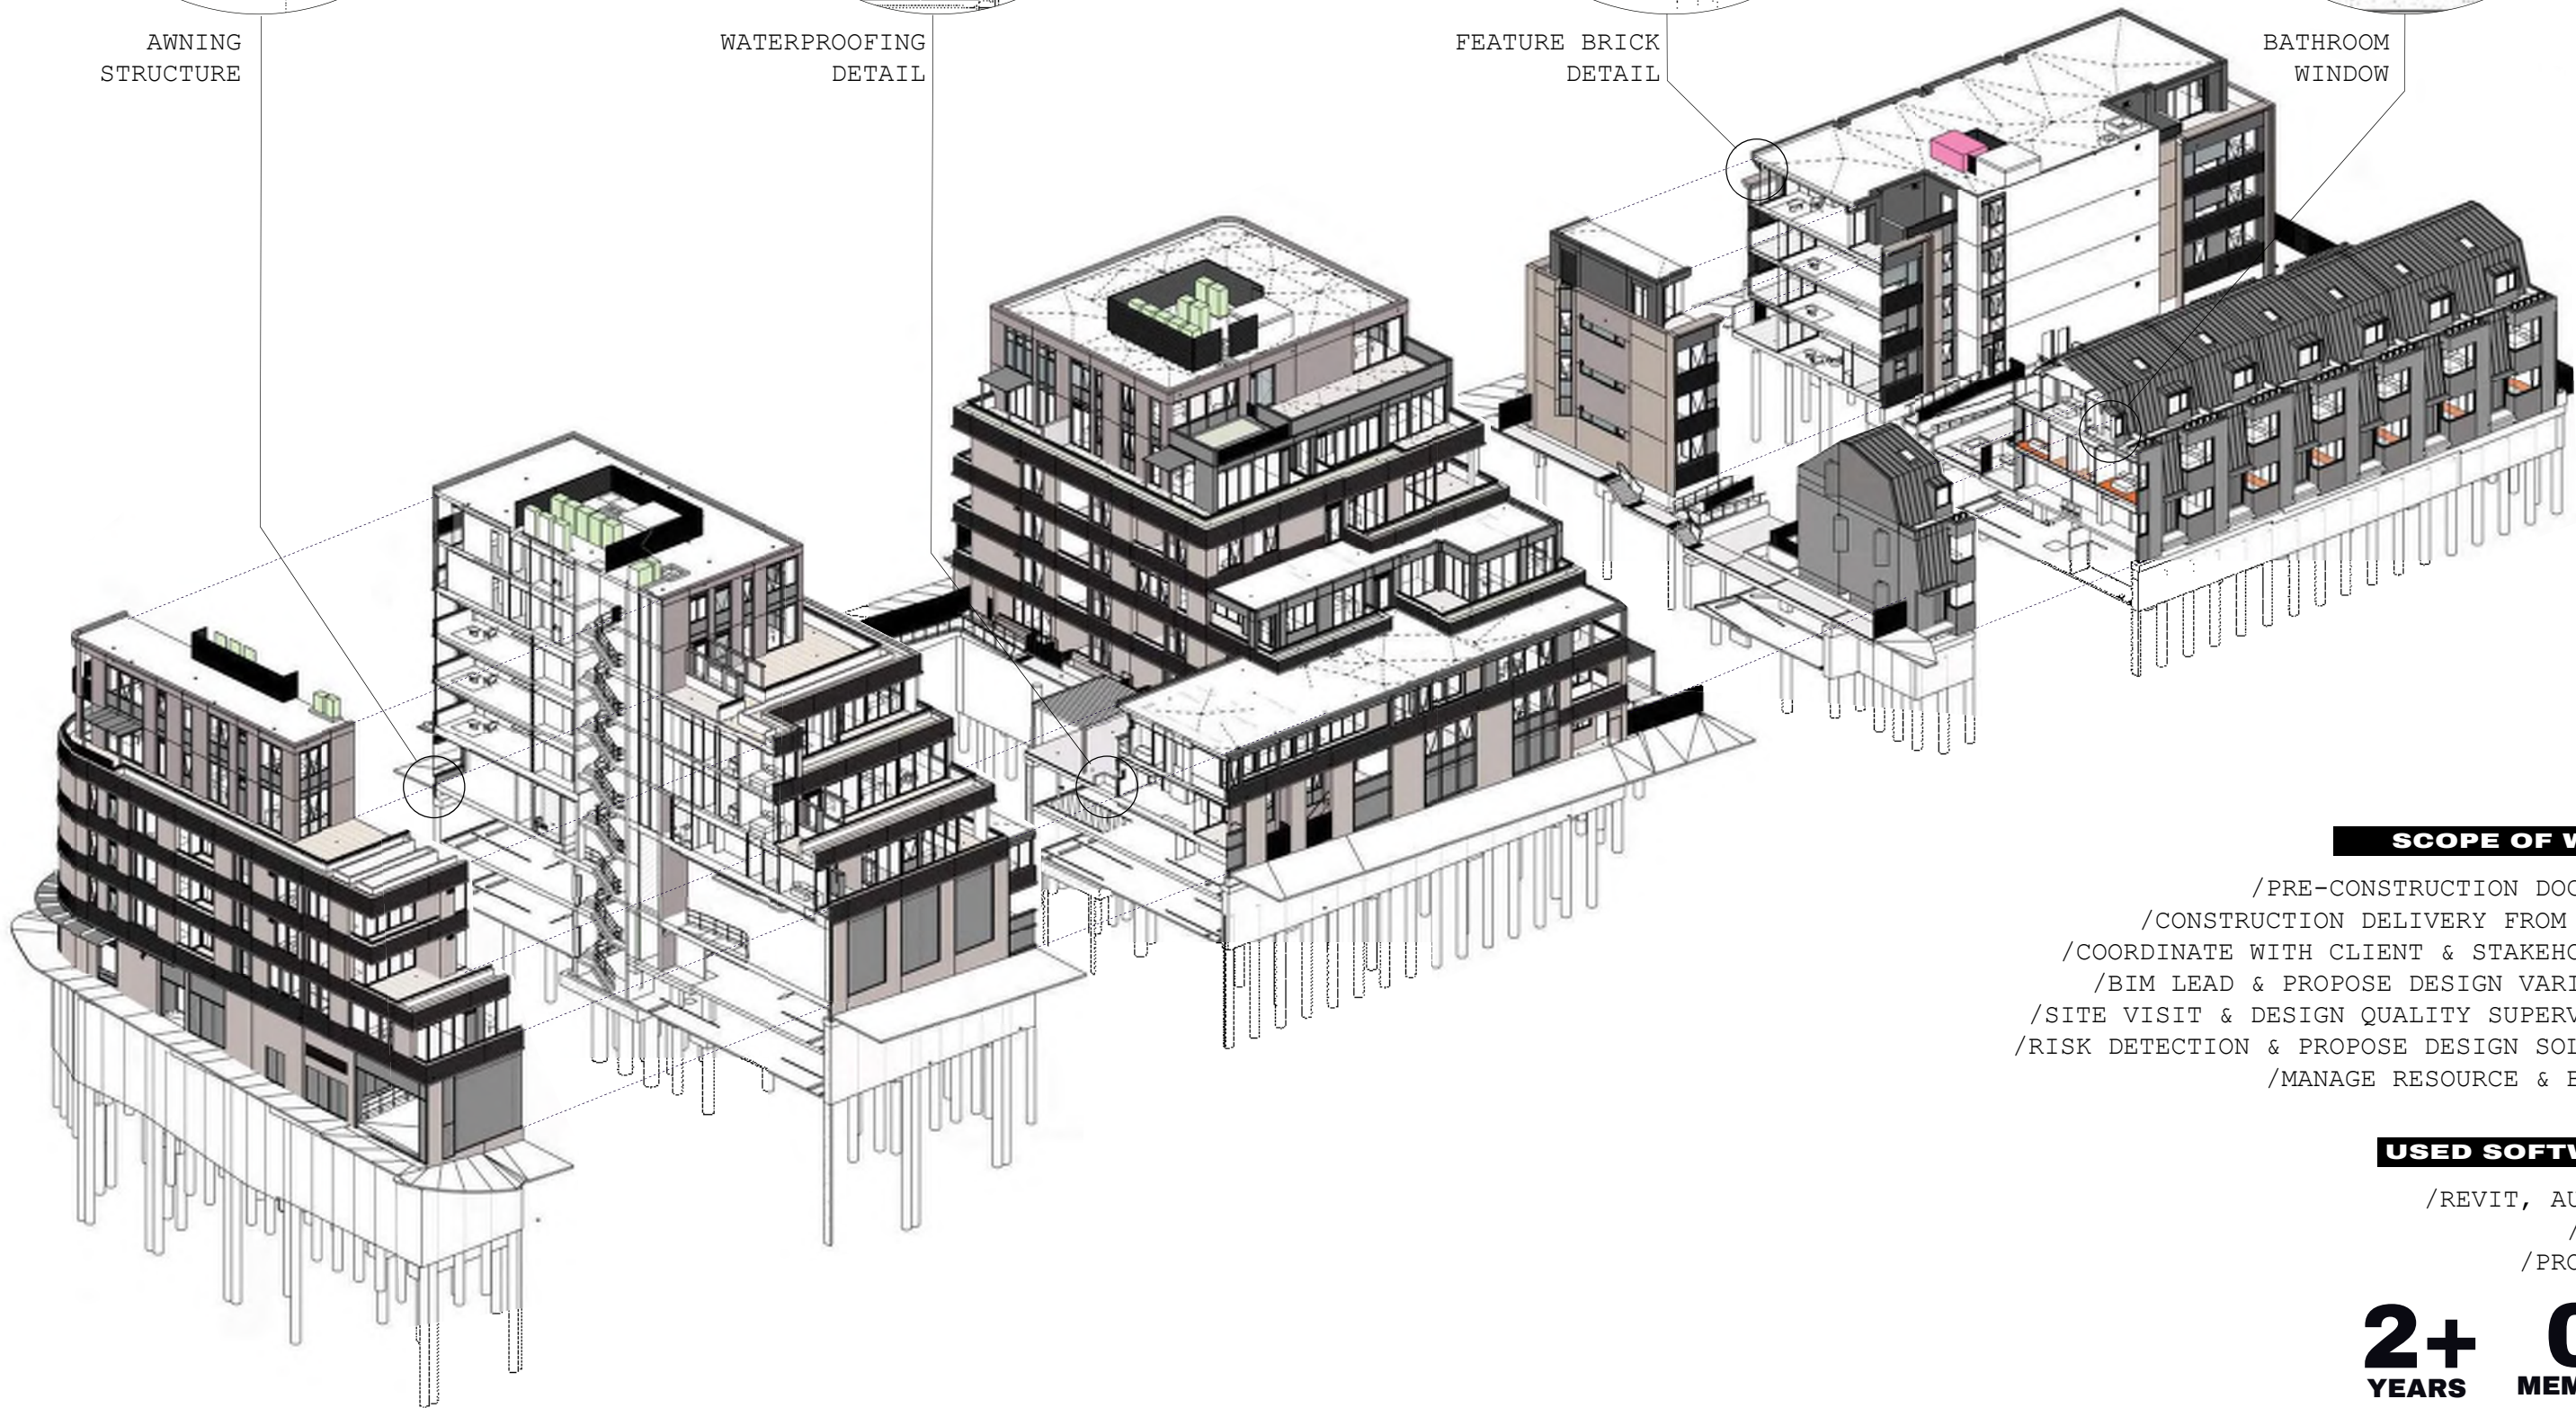 AWNING
STRUCTURE
WATERPROOFING
DETAIL
FEATURE BRICK
DETAIL
BATHROOM
WINDOW
SCOPE OF
/PRE-CONSTRUCTION
/CONSTRUCTION DELIVERY FROM
/COORDINATE WITH CLIENT &
/BIM LEAD & PROPOSE DESIGN
/SITE VISIT & DESIGN QUALITY
/RISK DETECTION & PROPOSE DESIGN
/MANAGE RESOURCE &
USED
/REVIT,
2+
YEARS